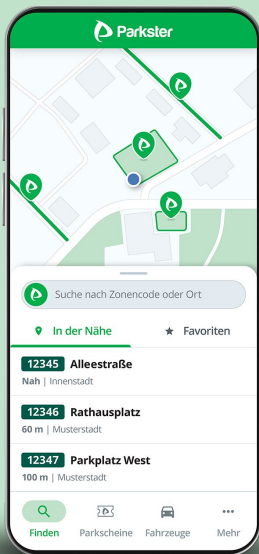 Parkster
Suche nach Zonencode oder Ort
In der Nähe
Favoriten
12345 Alleestraße
Nah | Innenstadt
12346 Rathausplatz
60 m | Musterstadt
12347 Parkplatz West
100 m | Musterstadt
Finden
Parkscheine
Fahrzeuge
Mehr